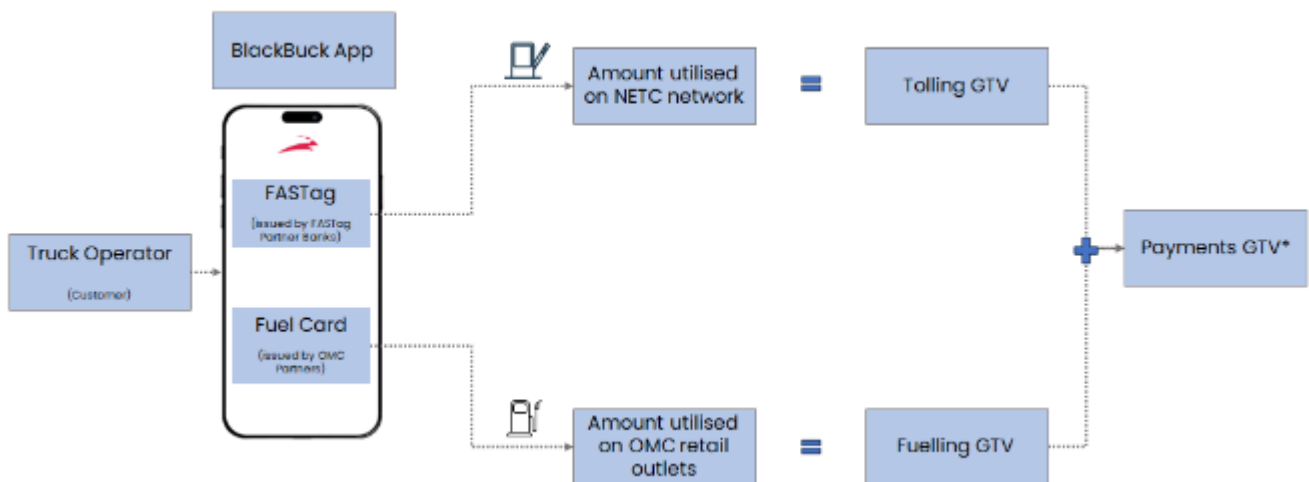 BlackBuck App
FASTag
(issued by FASTag
Partner Banks)
Truck Operator
(Customer)
Fuel Card
(issued by OMC
Partners)
Amount utilised
on NETC network
=
Tolling GTV
+
Payments GTV*
Amount utilised
on OMC retail
outlets
=
Fuelling GTV